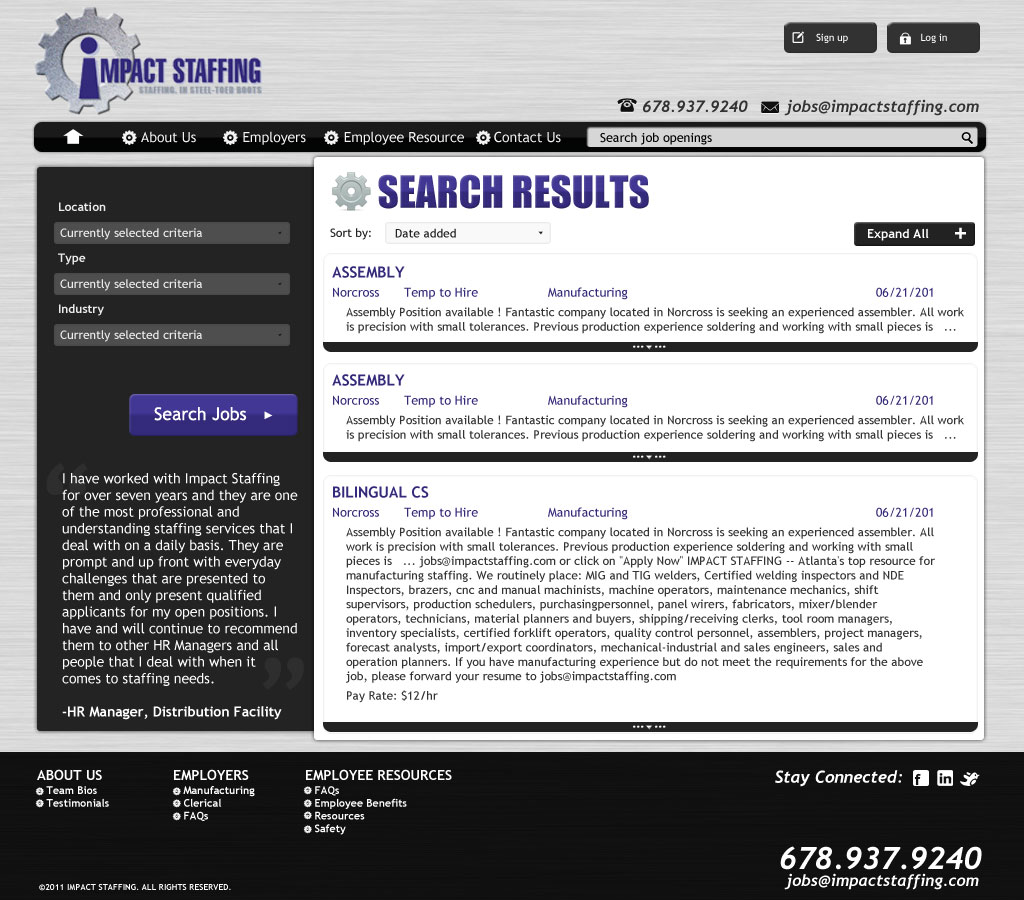 iMPACT STAFFING
STAFFING, IN STEEL-TOED BOOTS
Sign up
Log in
678.937.9240 jobs@impactstaffing.com
About Us Employers Employee Resource Contact Us Search job openings
Location
Currently selected criteria
Type
Currently selected criteria
Industry
Currently selected criteria
Search Jobs
I have worked with Impact Staffing
for over seven years and they are one
of the most professional and
understanding staffing services that I
deal with on a daily basis. They are
prompt and up front with everyday
challenges that are presented to
them and only present qualified
applicants for my open positions. I
have and will continue to recommend
them to other HR Managers and all
people that I deal with when it
comes to staffing needs.
-HR Manager, Distribution Facility
SEARCH RESULTS
Sort by: Date added Expand All +
ASSEMBLY
Norcross Temp to Hire Manufacturing 06/21/201
Assembly Position available ! Fantastic company located in Norcross is seeking an experienced assembler. All work
is precision with small tolerances. Previous production experience soldering and working with small pieces is ...
ASSEMBLY
Norcross Temp to Hire Manufacturing 06/21/201
Assembly Position available ! Fantastic company located in Norcross is seeking an experienced assembler. All work
is precision with small tolerances. Previous production experience soldering and working with small pieces is ...
BILINGUAL CS
Norcross Temp to Hire Manufacturing 06/21/201
Assembly Position available ! Fantastic company located in Norcross is seeking an experienced assembler. All
work is precision with small tolerances. Previous production experience soldering and working with small
pieces is ... jobs@impactstaffing.com or click on "Apply Now" IMPACT STAFFING -- Atlanta's top resource for
manufacturing staffing. We routinely place: MIG and TIG welders, Certified welding inspectors and NDE
Inspectors, brazers, cnc and manual machinists, machine operators, maintenance mechanics, shift
supervisors, production schedulers, purchasingpersonnel, panel wirers, fabricators, mixer/blender
operators, technicians, material planners and buyers, shipping/receiving clerks, tool room managers,
inventory specialists, certified forklift operators, quality control personnel, assemblers, project managers,
forecast analysts, import/export coordinators, mechanical-industrial and sales engineers, sales and
operation planners. If you have manufacturing experience but do not meet the requirements for the above
job, please forward your resume to jobs@impactstaffing.com
Pay Rate: $12/hr
ABOUT US
Team Bios
Testimonials
EMPLOYERS
Manufacturing
Clerical
FAQs
EMPLOYEE RESOURCES
FAQs
Employee Benefits
Resources
Safety
Stay Connected:
678.937.9240
jobs@impactstaffing.com
©2011 IMPACT STAFFING. ALL RIGHTS RESERVED.